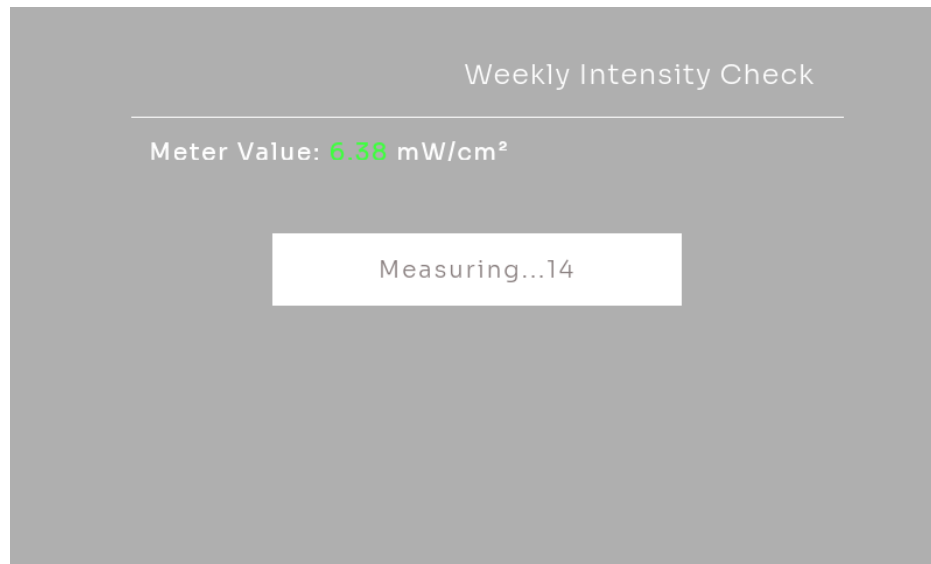 Weekly Intensity Check
Meter Value: 6.38 mW/cm²
Measuring...14